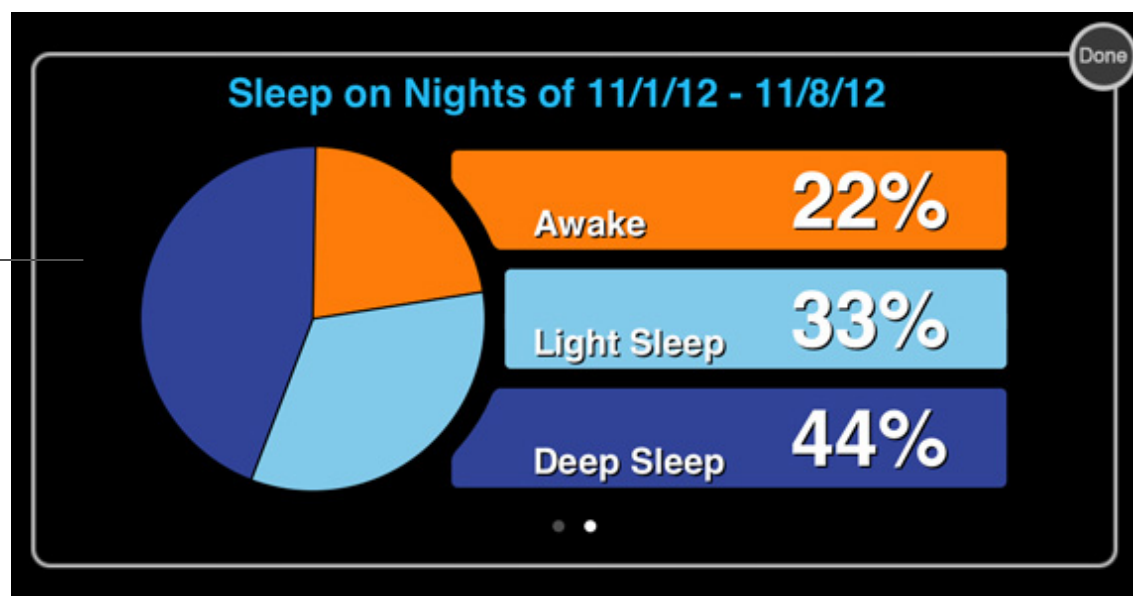 Done
Sleep on Nights of 11/1/12 - 11/8/12
Awake 22%
Light Sleep 33%
Deep Sleep 44%